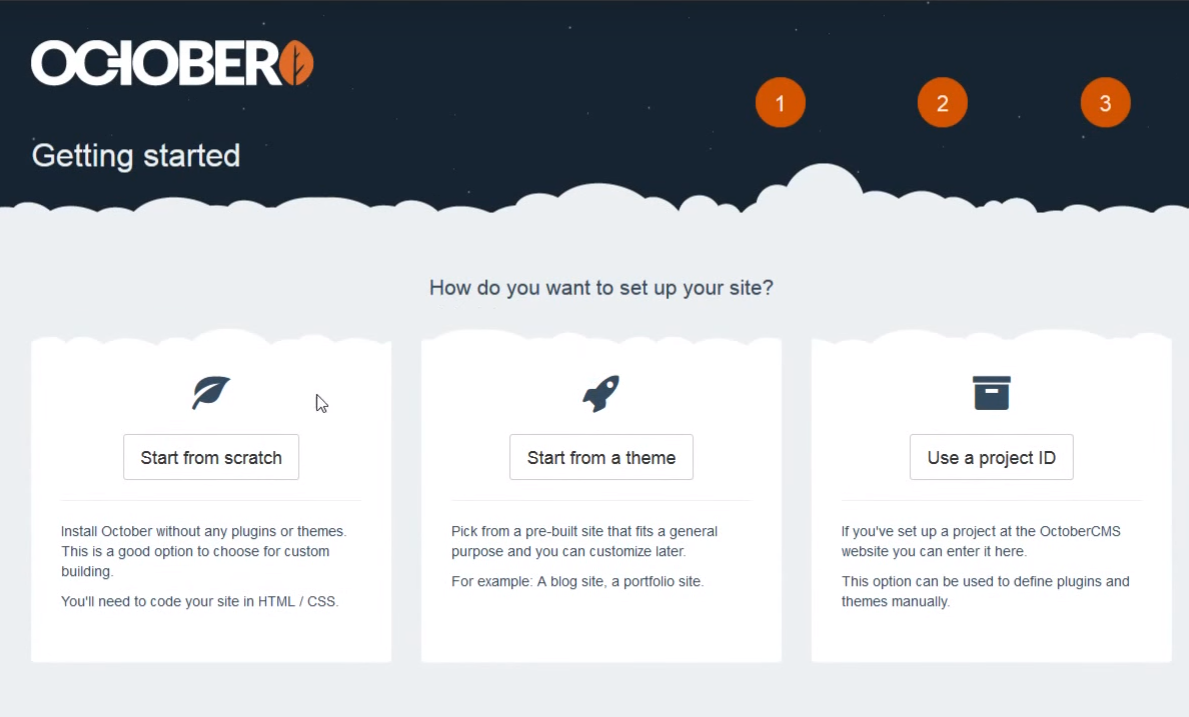 OCTOBER
1
2
3
Getting started
How do you want to set up your site?
Start from scratch
Install October without any plugins or themes.
This is a good option to choose for custom
building.
You'll need to code your site in HTML / CSS.
Start from a theme
Pick from a pre-built site that fits a general
purpose and you can customize later.
For example: A blog site, a portfolio site.
Use a project ID
If you've set up a project at the OctoberCMS
website you can enter it here.
This option can be used to define plugins and
themes manually.